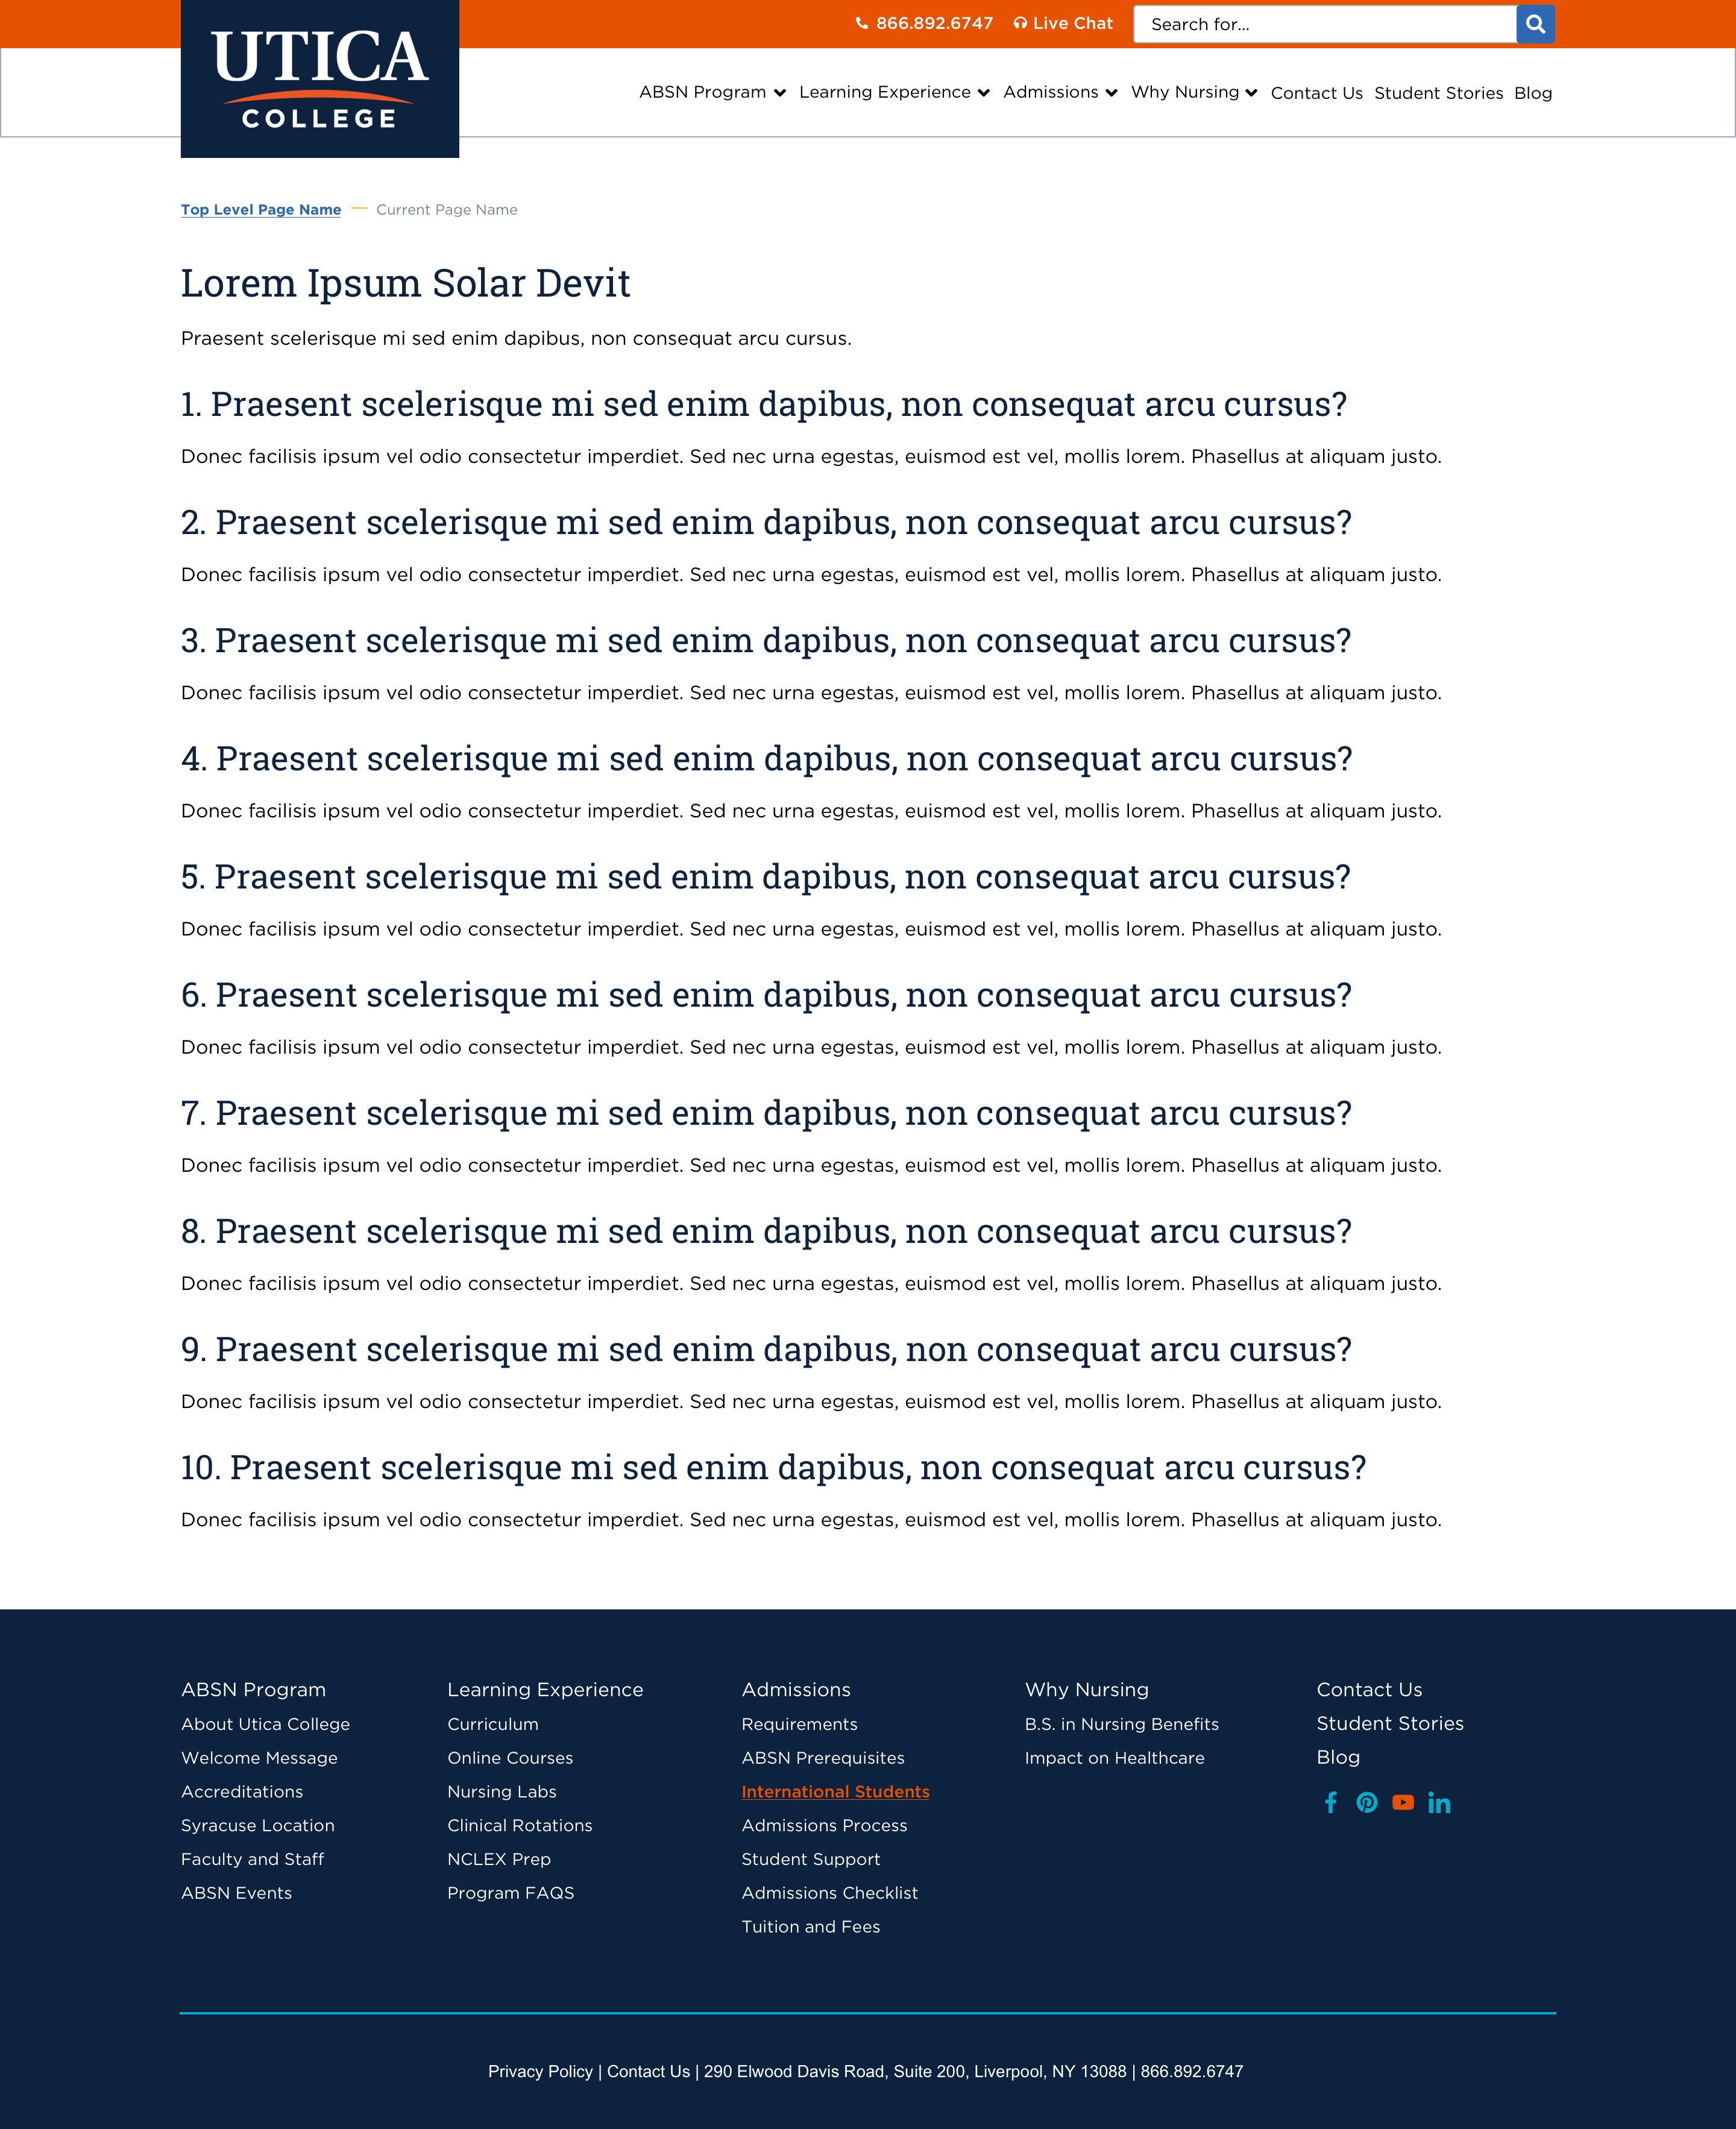 866.892.6747 Live Chat Search for...
UTICA
COLLEGE
ABSN Program Learning Experience Admissions Why Nursing Contact Us Student Stories Blog
Top Level Page Name — Current Page Name
Lorem Ipsum Solar Devit
Praesent scelerisque mi sed enim dapibus, non consequat arcu cursus.
1. Praesent scelerisque mi sed enim dapibus, non consequat arcu cursus?
Donec facilisis ipsum vel odio consectetur imperdiet. Sed nec urna egestas, euismod est vel, mollis lorem. Phasellus at aliquam justo.
2. Praesent scelerisque mi sed enim dapibus, non consequat arcu cursus?
Donec facilisis ipsum vel odio consectetur imperdiet. Sed nec urna egestas, euismod est vel, mollis lorem. Phasellus at aliquam justo.
3. Praesent scelerisque mi sed enim dapibus, non consequat arcu cursus?
Donec facilisis ipsum vel odio consectetur imperdiet. Sed nec urna egestas, euismod est vel, mollis lorem. Phasellus at aliquam justo.
4. Praesent scelerisque mi sed enim dapibus, non consequat arcu cursus?
Donec facilisis ipsum vel odio consectetur imperdiet. Sed nec urna egestas, euismod est vel, mollis lorem. Phasellus at aliquam justo.
5. Praesent scelerisque mi sed enim dapibus, non consequat arcu cursus?
Donec facilisis ipsum vel odio consectetur imperdiet. Sed nec urna egestas, euismod est vel, mollis lorem. Phasellus at aliquam justo.
6. Praesent scelerisque mi sed enim dapibus, non consequat arcu cursus?
Donec facilisis ipsum vel odio consectetur imperdiet. Sed nec urna egestas, euismod est vel, mollis lorem. Phasellus at aliquam justo.
7. Praesent scelerisque mi sed enim dapibus, non consequat arcu cursus?
Donec facilisis ipsum vel odio consectetur imperdiet. Sed nec urna egestas, euismod est vel, mollis lorem. Phasellus at aliquam justo.
8. Praesent scelerisque mi sed enim dapibus, non consequat arcu cursus?
Donec facilisis ipsum vel odio consectetur imperdiet. Sed nec urna egestas, euismod est vel, mollis lorem. Phasellus at aliquam justo.
9. Praesent scelerisque mi sed enim dapibus, non consequat arcu cursus?
Donec facilisis ipsum vel odio consectetur imperdiet. Sed nec urna egestas, euismod est vel, mollis lorem. Phasellus at aliquam justo.
10. Praesent scelerisque mi sed enim dapibus, non consequat arcu cursus?
Donec facilisis ipsum vel odio consectetur imperdiet. Sed nec urna egestas, euismod est vel, mollis lorem. Phasellus at aliquam justo.
ABSN Program
About Utica College
Welcome Message
Accreditations
Syracuse Location
Faculty and Staff
ABSN Events
Learning Experience
Curriculum
Online Courses
Nursing Labs
Clinical Rotations
NCLEX Prep
Program FAQS
Admissions
Requirements
ABSN Prerequisites
International Students
Admissions Process
Student Support
Admissions Checklist
Tuition and Fees
Why Nursing
B.S. in Nursing Benefits
Impact on Healthcare
Contact Us
Student Stories
Blog
Privacy Policy | Contact Us | 290 Elwood Davis Road, Suite 200, Liverpool, NY 13088 | 866.892.6747